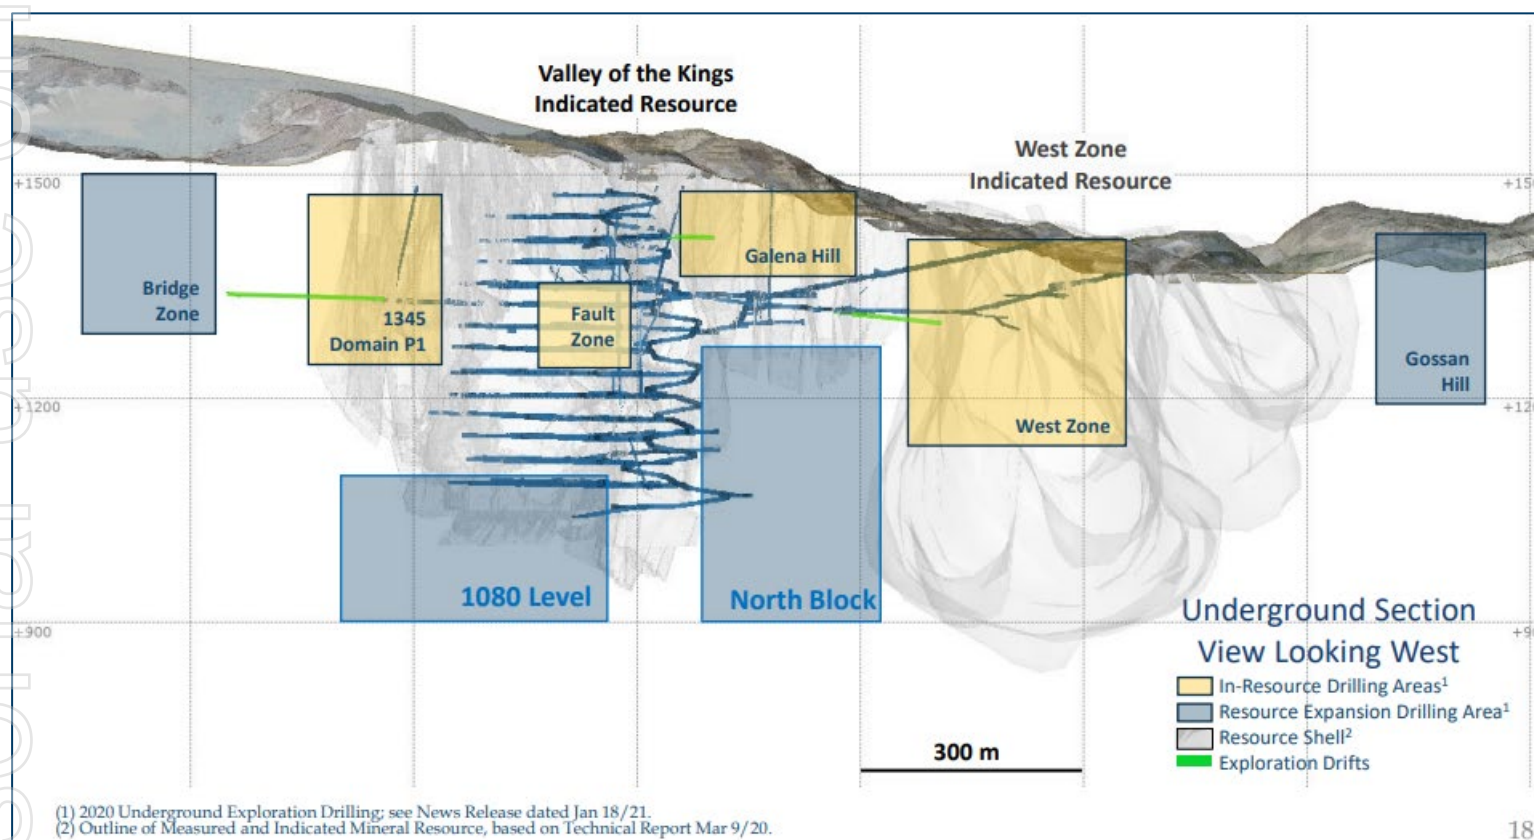 Valley of the Kings
Indicated Resource
West Zone
Indicated Resource
+1500
+15
Bridge
Zone
1345
Domain P1
Fault
Zone
Galena Hill
Gossan
Hill
West Zone
+1200
+12
1080 Level
North Block
+900
+9
Underground Section
View Looking West
In-Resource Drilling Areas¹
Resource Expansion Drilling Area¹
Resource Shell²
Exploration Drifts
300 m
(1) 2020 Underground Exploration Drilling; see News Release dated Jan 18/21.
(2) Outline of Measured and Indicated Mineral Resource, based on Technical Report Mar 9/20.
18